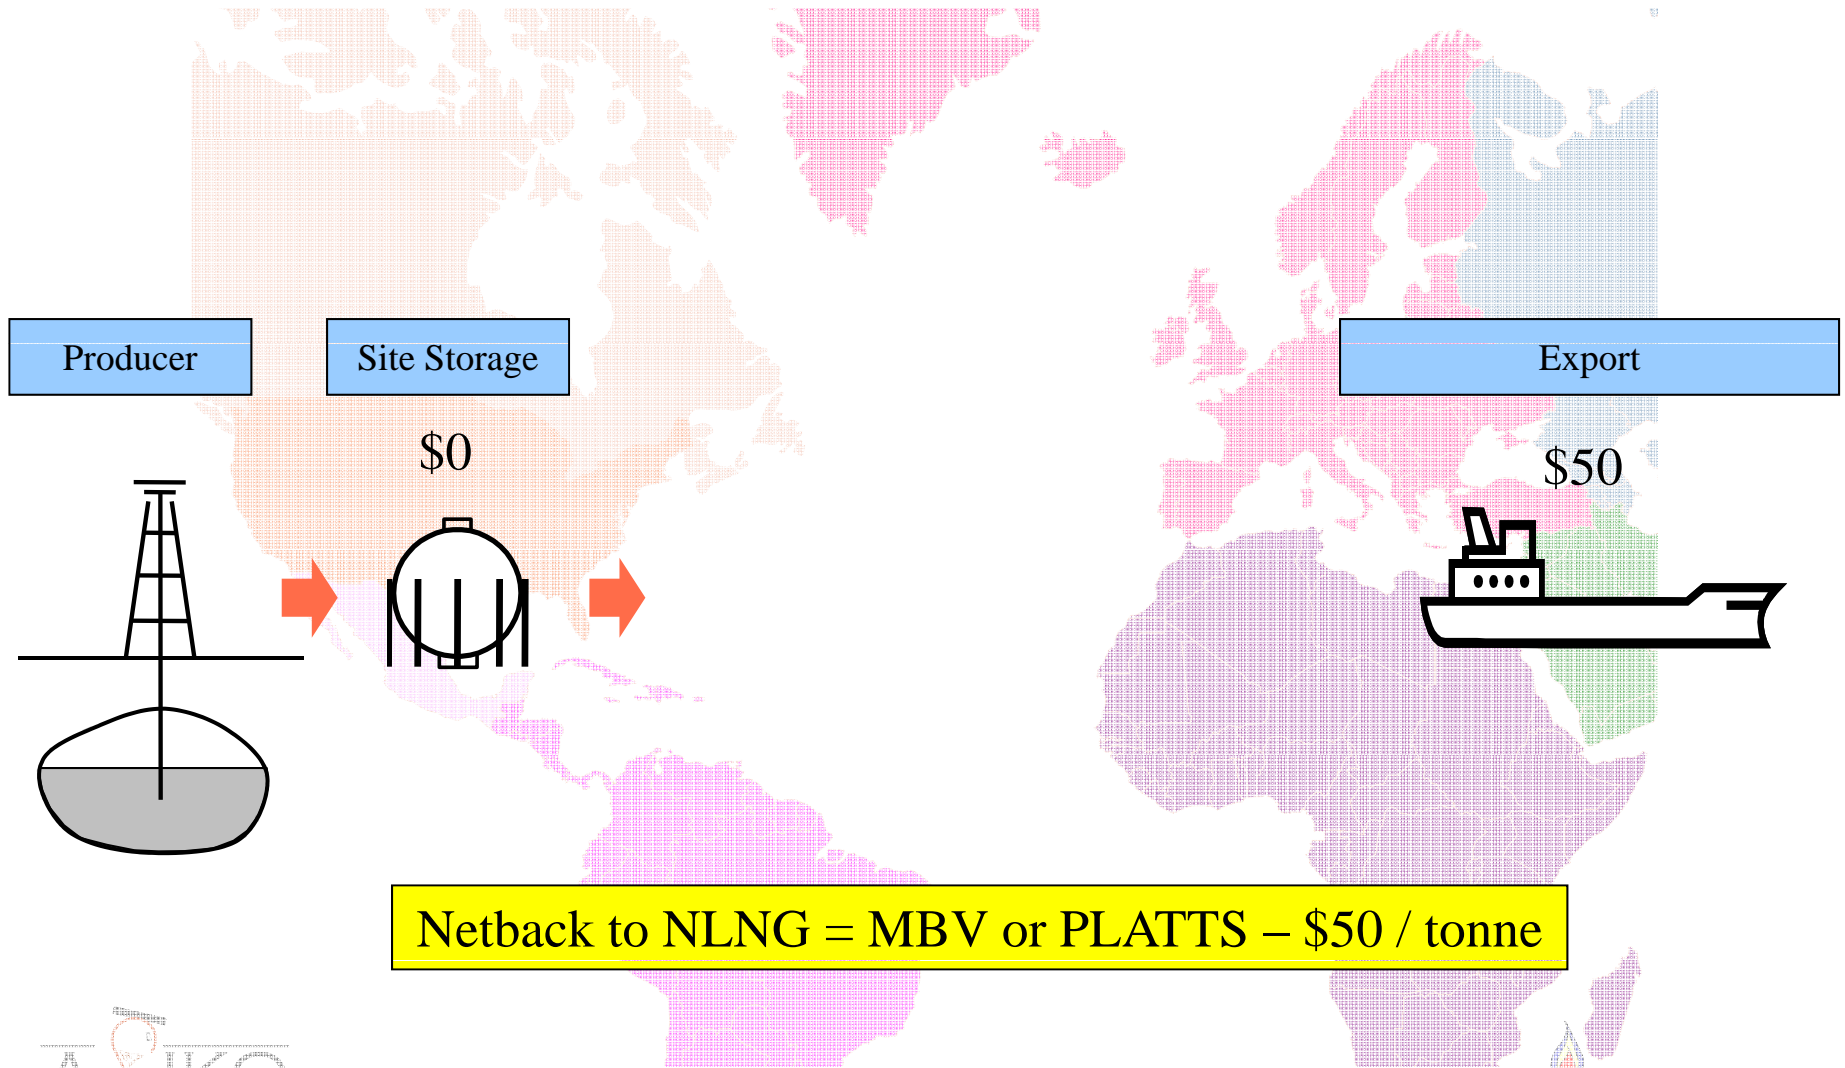 Producer
Site Storage
Export
$0
$50
Netback to NLNG = MBV or PLATTS – $50 / tonne